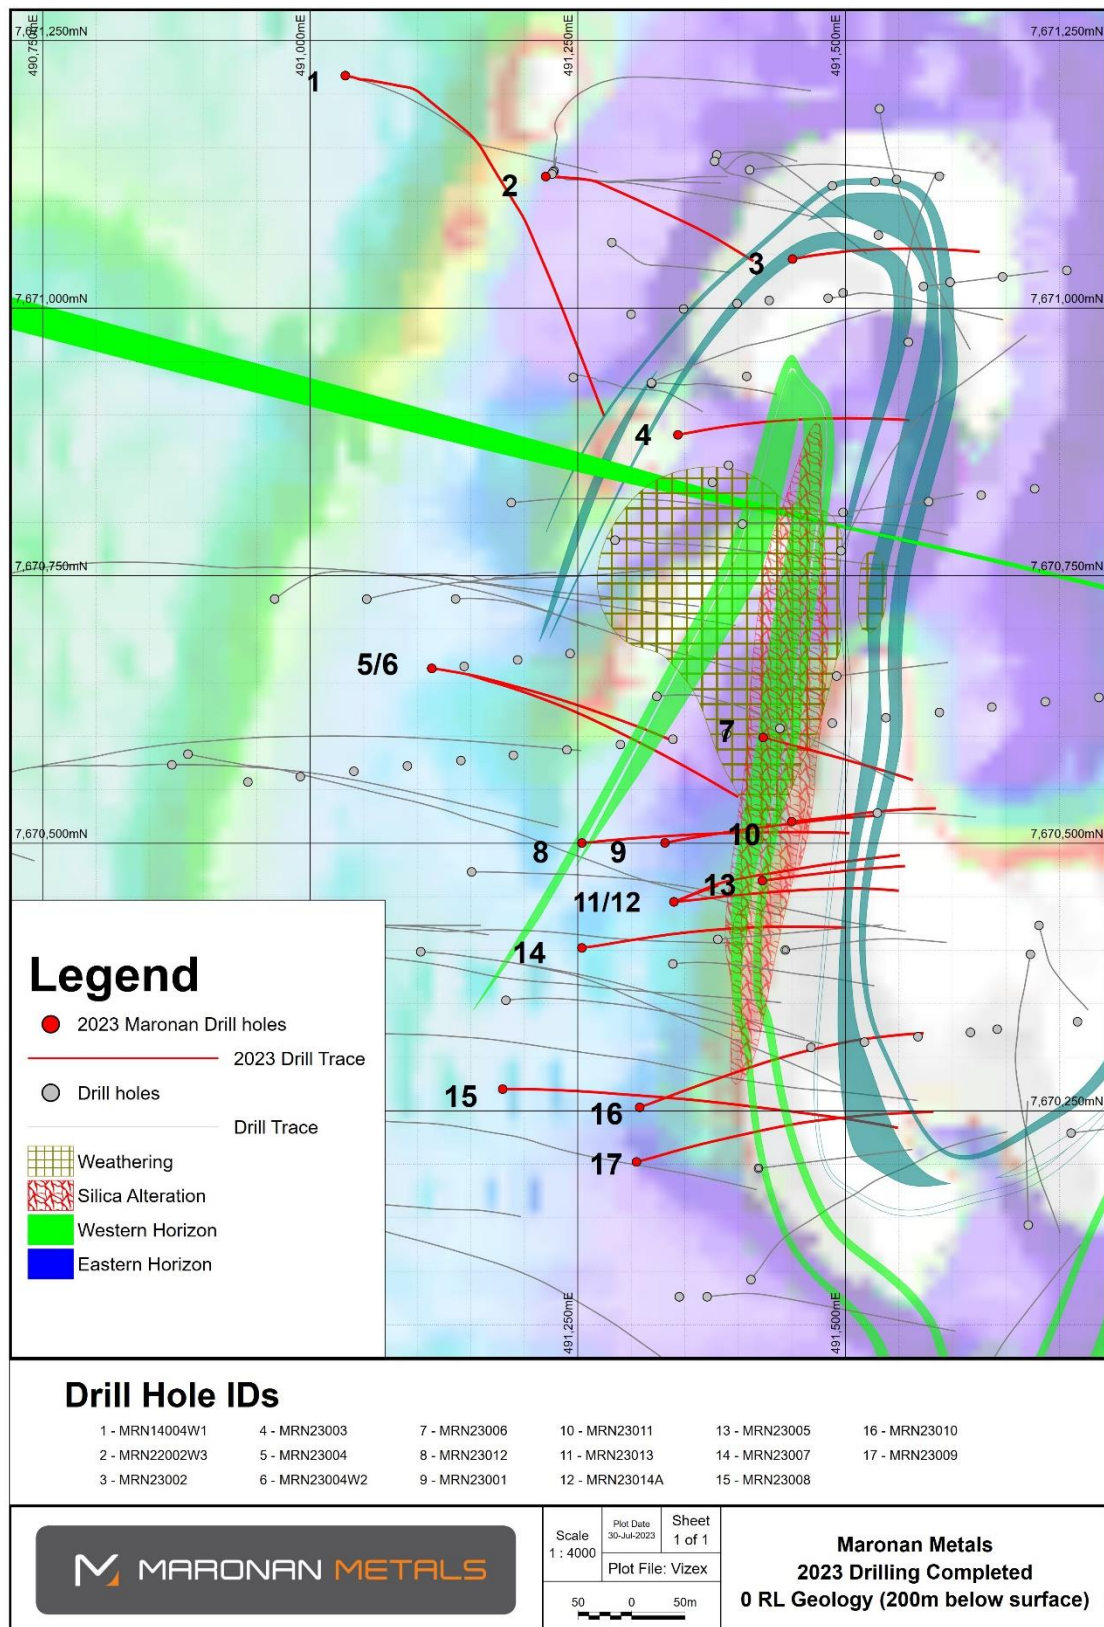 490,750mE
491,000mE
491,250mE
491,500mE
7,671,250mN
7,671,250mN
1
2
3
7,671,000mN
7,671,000mN
4
7,670,750mN
7,670,750mN
5/6
7
7,670,500mN
7,670,500mN
8
9
10
11/12
13
14
15
16
7,670,250mN
17
491,250mE
491,500mE
Legend
2023 Maronan Drill holes
2023 Drill Trace
Drill holes
Drill Trace
Weathering
Silica Alteration
Western Horizon
Eastern Horizon
Drill Hole IDs
1 - MRN14004W1
4 - MRN23003
7 - MRN23006
10 - MRN23011
13 - MRN23005
16 - MRN23010
2 - MRN22002W3
5 - MRN23004
8 - MRN23012
11 - MRN23013
14 - MRN23007
17 - MRN23009
3 - MRN23002
6 - MRN23004W2
9 - MRN23001
12 - MRN23014A
15 - MRN23008
MARONAN METALS
Scale
1 : 4000
Plot Date
30-Jul-2023
Sheet
1 of 1
Plot File: Vizex
50 0 50m
Maronan Metals
2023 Drilling Completed
0 RL Geology (200m below surface)